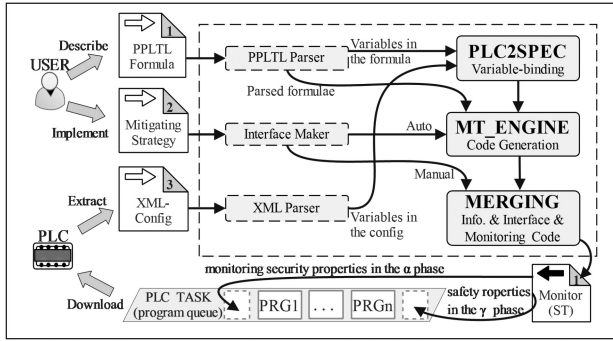 Describe
USER
Implement
1
PPLTL
Formula
2
Mitigating
Strategy
Extract
3
XML-
Config
PLC
Download
PPLTL Parser
Variables in
the formula
Parsed formulae
Interface Maker
Auto
Manual
XML Parser
Variables in
the config
PLC2SPEC
Variable-binding
MT_ENGINE
Code Generation
MERGING
Info. & Interface &
Monitoring Code
monitoring security properties in the α phase
PLC TASK
(program queue)
PRG1
. . .
PRGn
safety roperties
in the γ phase
1
Monitor
(ST)